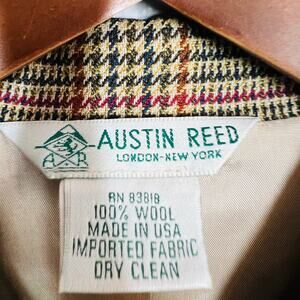 AUSTIN REED
LONDON-NEW YORK
A R
RN 83818
100% WOOL
MADE IN USA
IMPORTED FABRIC
DRY CLEAN